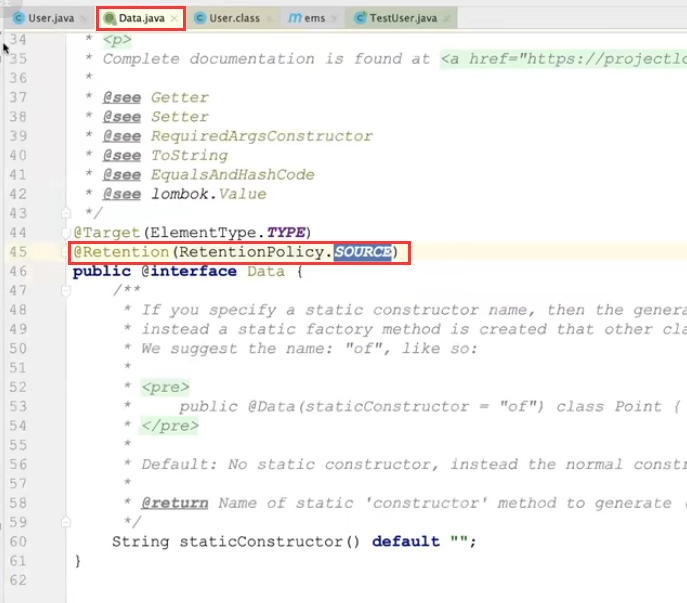 User.java Data.java User.class ems TestUser.java
34 * <p>
35 * Complete documentation is found at <a href="https://projectlo
36 *
37 * @see Getter
38 * @see Setter
39 * @see RequiredArgsConstructor
40 * @see ToString
41 * @see EqualsAndHashCode
42 * @see lombok.Value
43 */
44 @Target(ElementType.TYPE)
45 @Retention(RetentionPolicy.SOURCE)
46 public @interface Data {
47 /**
48 * If you specify a static constructor name, then the genera
49 * instead a static factory method is created that other cla
50 * We suggest the name: "of", like so:
51 *
52 * <pre>
53 * public @Data(staticConstructor = "of") class Point {
54 * </pre>
55 *
56 * Default: No static constructor, instead the normal constr
57 *
58 * @return Name of static 'constructor' method to generate (
59 */
60 String staticConstructor() default "";
61 }
62